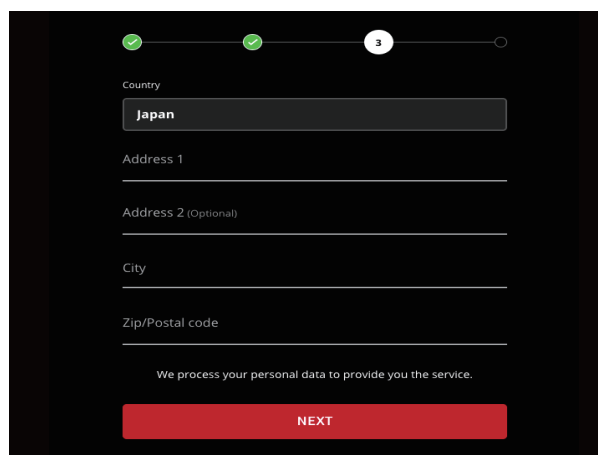 3
Country
Japan
Address 1
Address 2 (Optional)
City
Zip/Postal code
We process your personal data to provide you the service.
NEXT